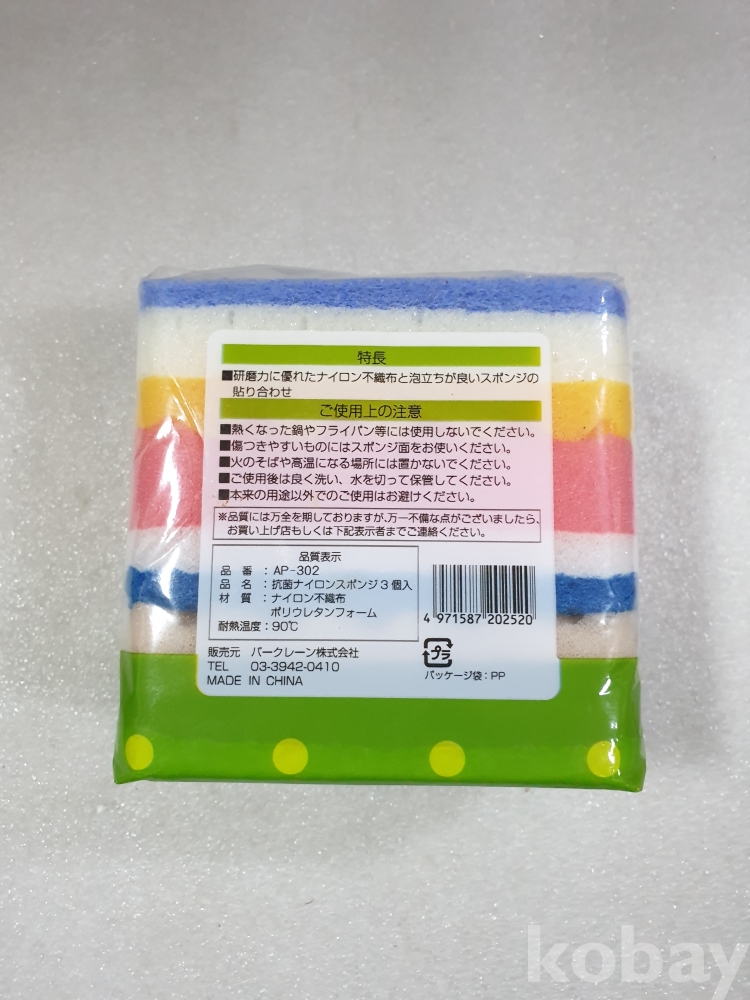 特長
■研磨力に優れたナイロン不織布と泡立ちが良いスポンジの
貼り合わせ
ご使用上の注意
■熱くなった鍋やフライパン等には使用しないでください。
■傷つきやすいものにはスポンジ面をお使いください。
■火のそばや高温になる場所には置かないでください。
■ご使用後は良く洗い、水を切って保管してください。
■本来の用途以外でのご使用はお避けください。
※品質には万全を期しておりますが、万一不備な点がございましたら、
お買い上げ店もしくは下記表示者までご連絡ください。
品質表示
品 番 : AP-302
品 名 : 抗菌ナイロンスポンジ3個入
材 質 : ナイロン不織布
ポリウレタンフォーム
耐熱温度 : 90℃
4 971587 202520
販売元 パークレーン株式会社
TEL 03-3942-0410
MADE IN CHINA
プラ
パッケージ袋 : PP
kobay